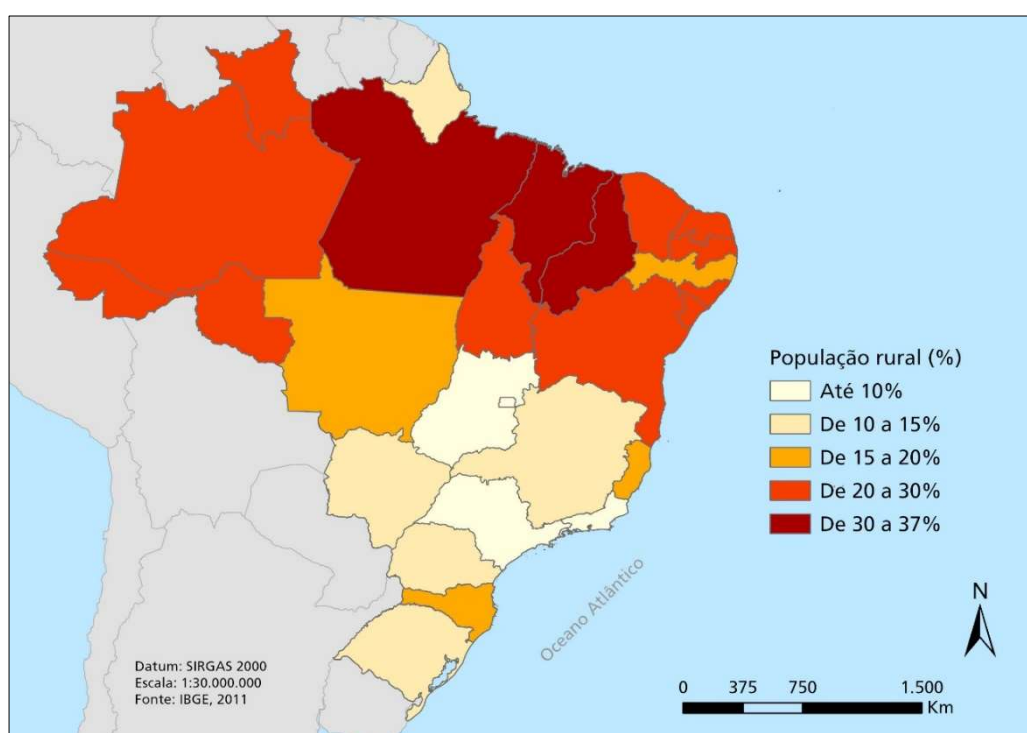 População rural (%)
Até 10%
De 10 a 15%
De 15 a 20%
De 20 a 30%
De 30 a 37%
Oceano Atlântico
N
Datum: SIRGAS 2000
Escala: 1:30.000.000
Fonte: IBGE, 2011
0 375 750 1.500
Km